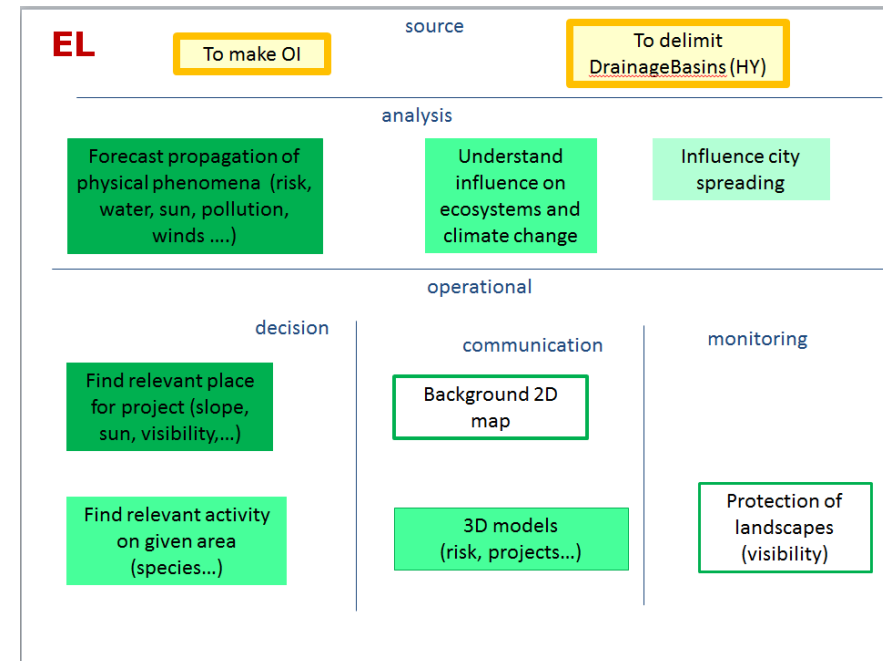 EL
source
To make OI
To delimit
DrainageBasins (HY)
analysis
Forecast propagation of
physical phenomena (risk,
water, sun, pollution,
winds ....)
Understand
influence on
ecosystems and
climate change
Influence city
spreading
operational
decision
communication
monitoring
Find relevant place
for project (slope,
sun, visibility,...)
Background 2D
map
Find relevant activity
on given area
(species...)
3D models
(risk, projects...)
Protection of
landscapes
(visibility)